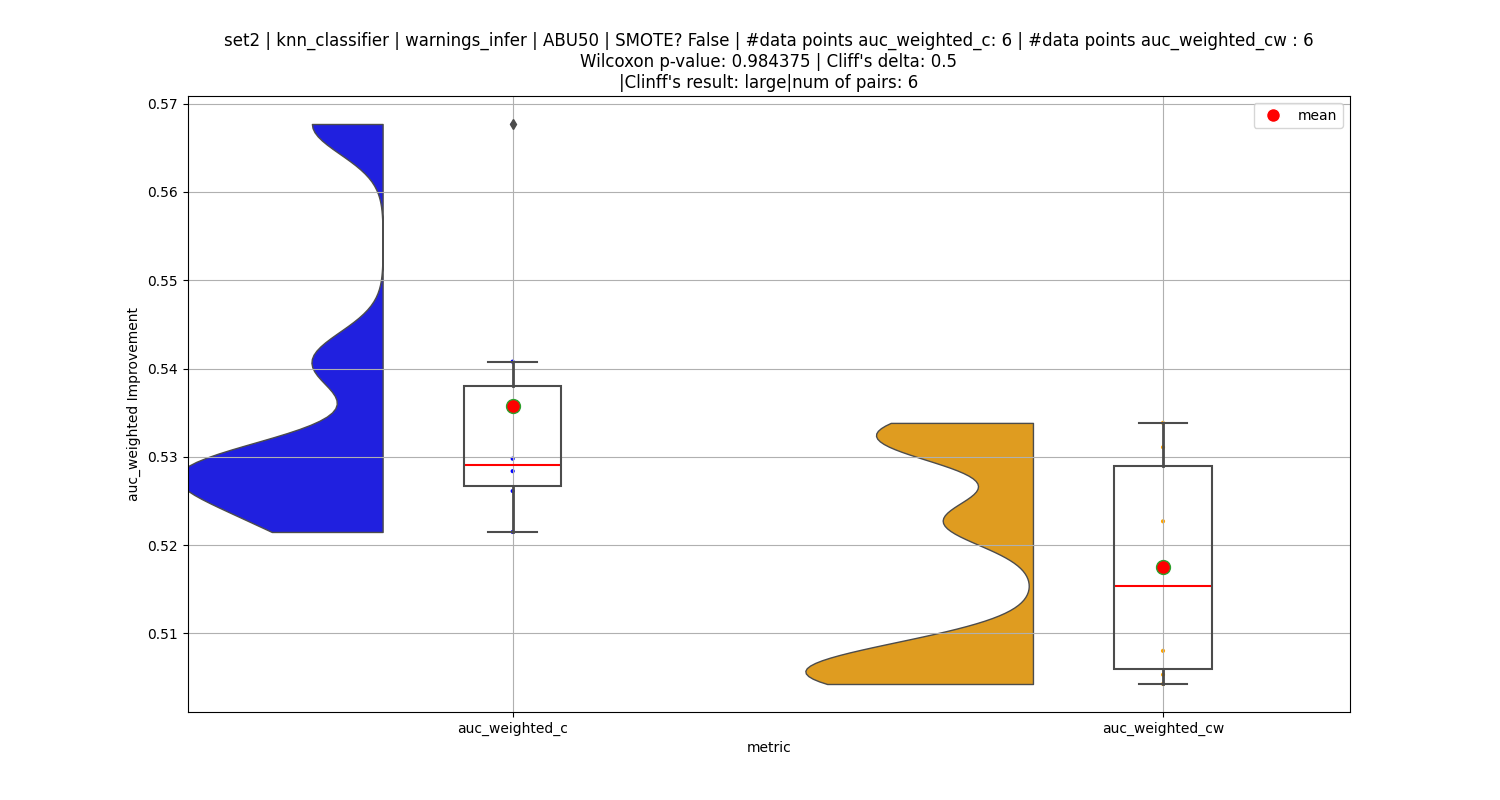 set2 | knn_classifier | warnings_infer | ABU50 | SMOTE? False | #data points auc_weighted_c: 6 | #data points auc_weighted_cw : 6
Wilcoxon p-value: 0.984375 | Cliff's delta: 0.5
|Clinff's result: large|num of pairs: 6
mean
0.57
0.56
0.55
0.54
0.53
0.52
0.51
auc_weighted Improvement
auc_weighted_c
auc_weighted_cw
metric